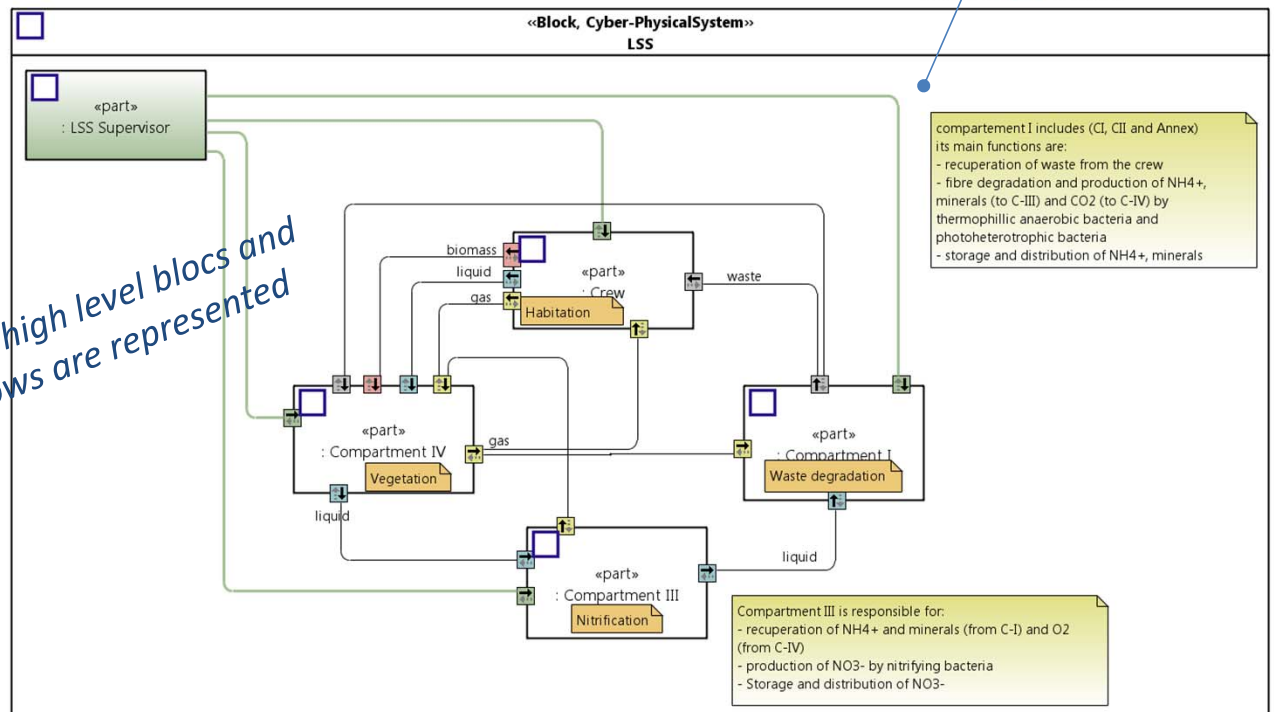 «Block, Cyber-PhysicalSystem»
LSS
«part»
: LSS Supervisor
compartement I includes (CI, CII and Annex)
its main functions are:
- recuperation of waste from the crew
- fibre degradation and production of NH4+,
minerals (to C-III) and CO2 (to C-IV) by
thermophillic anaerobic bacteria and
photoheterotrophic bacteria
- storage and distribution of NH4+, minerals
high level blocs and
ows are represented
biomass
liquid
gas
«part»
: Crew
Habitation
waste
«part»
: Compartment IV
Vegetation
gas
liquid
«part»
: Compartment I
Waste degradation
liquid
«part»
: Compartment III
Nitrification
Compartment III is responsible for:
- recuperation of NH4+ and minerals (from C-I) and O2
(from C-IV)
- production of NO3- by nitrifying bacteria
- Storage and distribution of NO3-